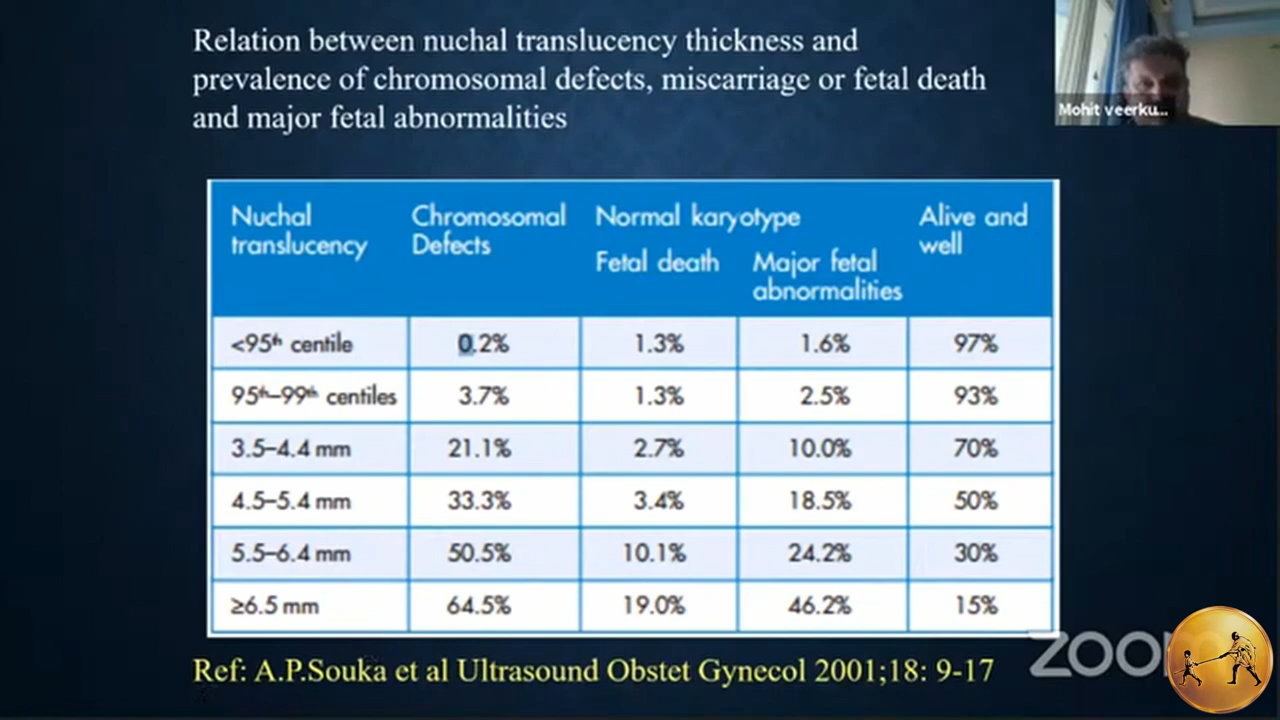 Relation between nuchal translucency thickness and
prevalence of chromosomal defects, miscarriage or fetal death
and major fetal abnormalities
Mohit veerku...
Nuchal translucency Chromosomal Defects Normal karyotype Alive and well
Fetal death Major fetal abnormalities
<95th centile 0.2% 1.3% 1.6% 97%
95th–99th centiles 3.7% 1.3% 2.5% 93%
3.5–4.4 mm 21.1% 2.7% 10.0% 70%
4.5–5.4 mm 33.3% 3.4% 18.5% 50%
5.5–6.4 mm 50.5% 10.1% 24.2% 30%
≥6.5 mm 64.5% 19.0% 46.2% 15%
Ref: A.P.Souka et al Ultrasound Obstet Gynecol 2001;18: 9-17
zoom